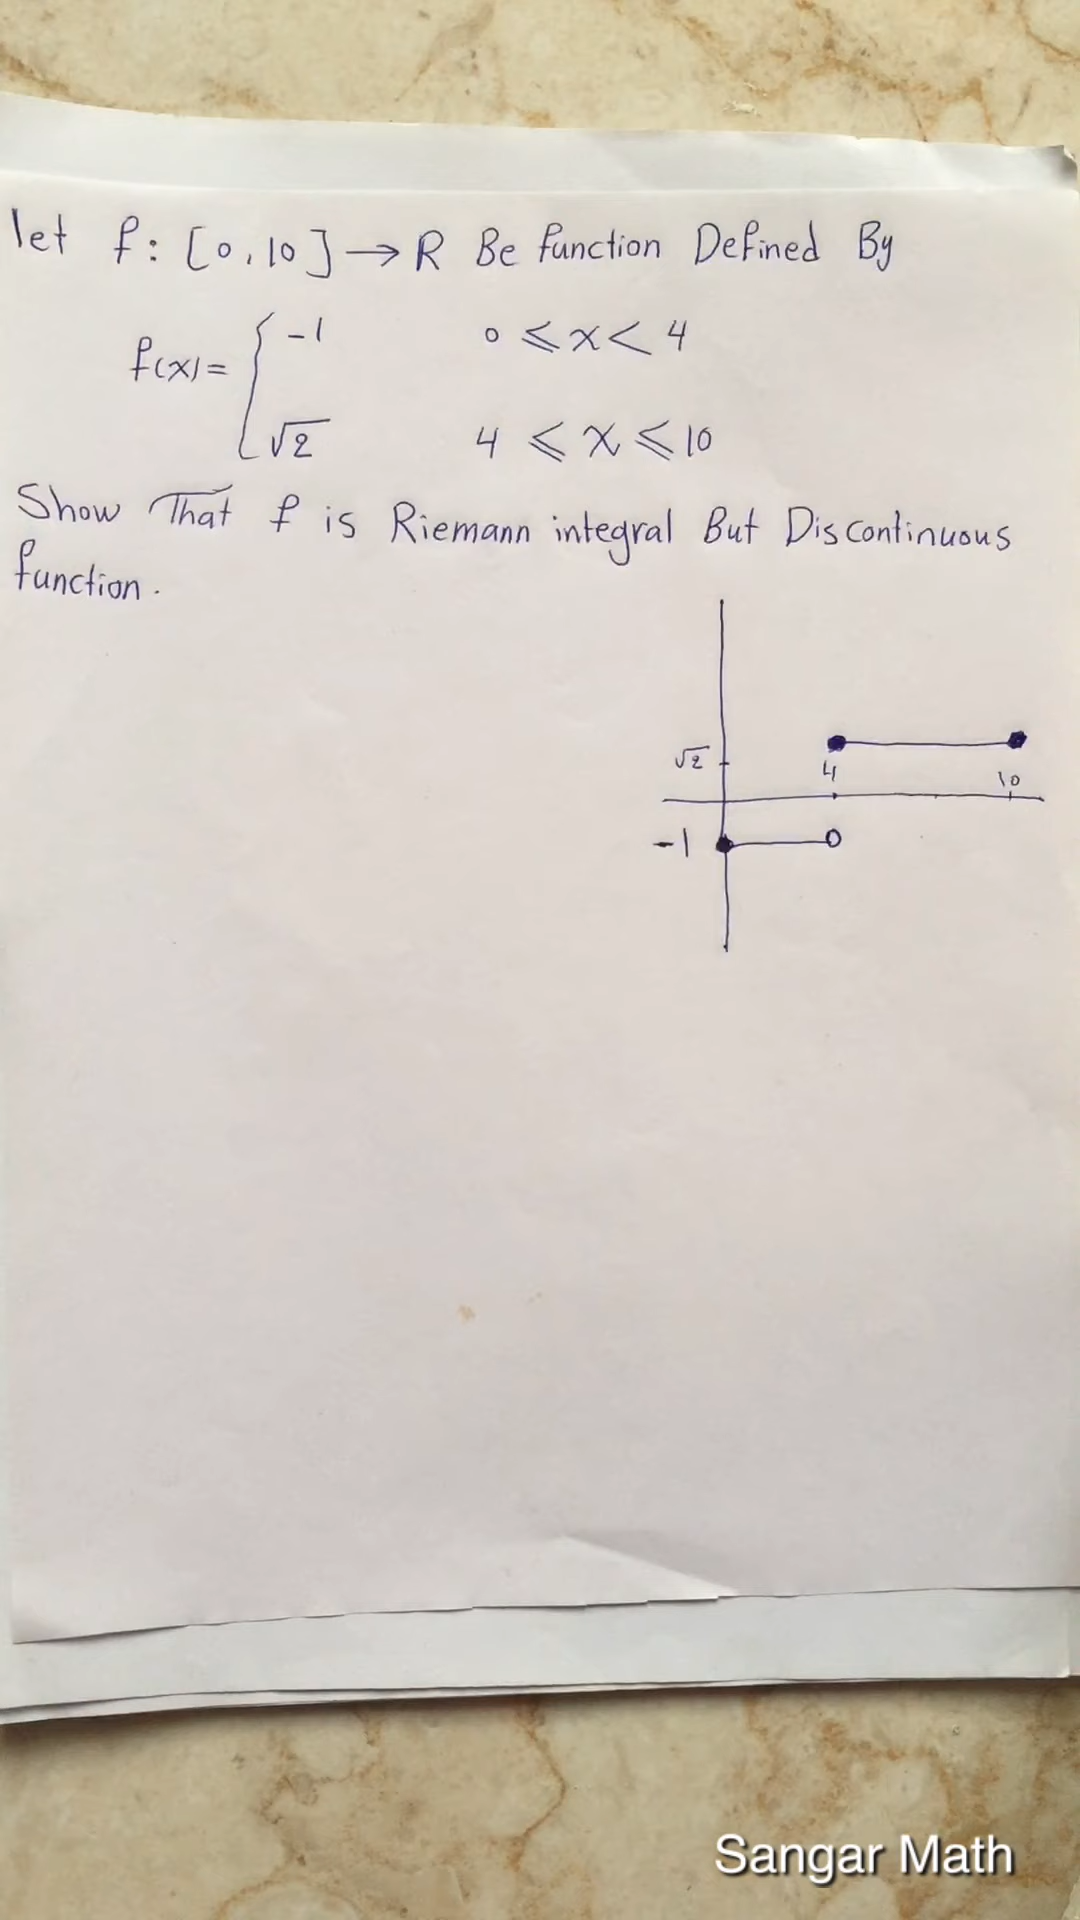 let f: [0,10] → R Be function Defined By
f(x) = { -1 0 ⩽ x < 4
√2 4 ⩽ x ⩽ 10
Show That f is Riemann integral But Discontinuous
function.
√2
4
10
-1
Sangar Math